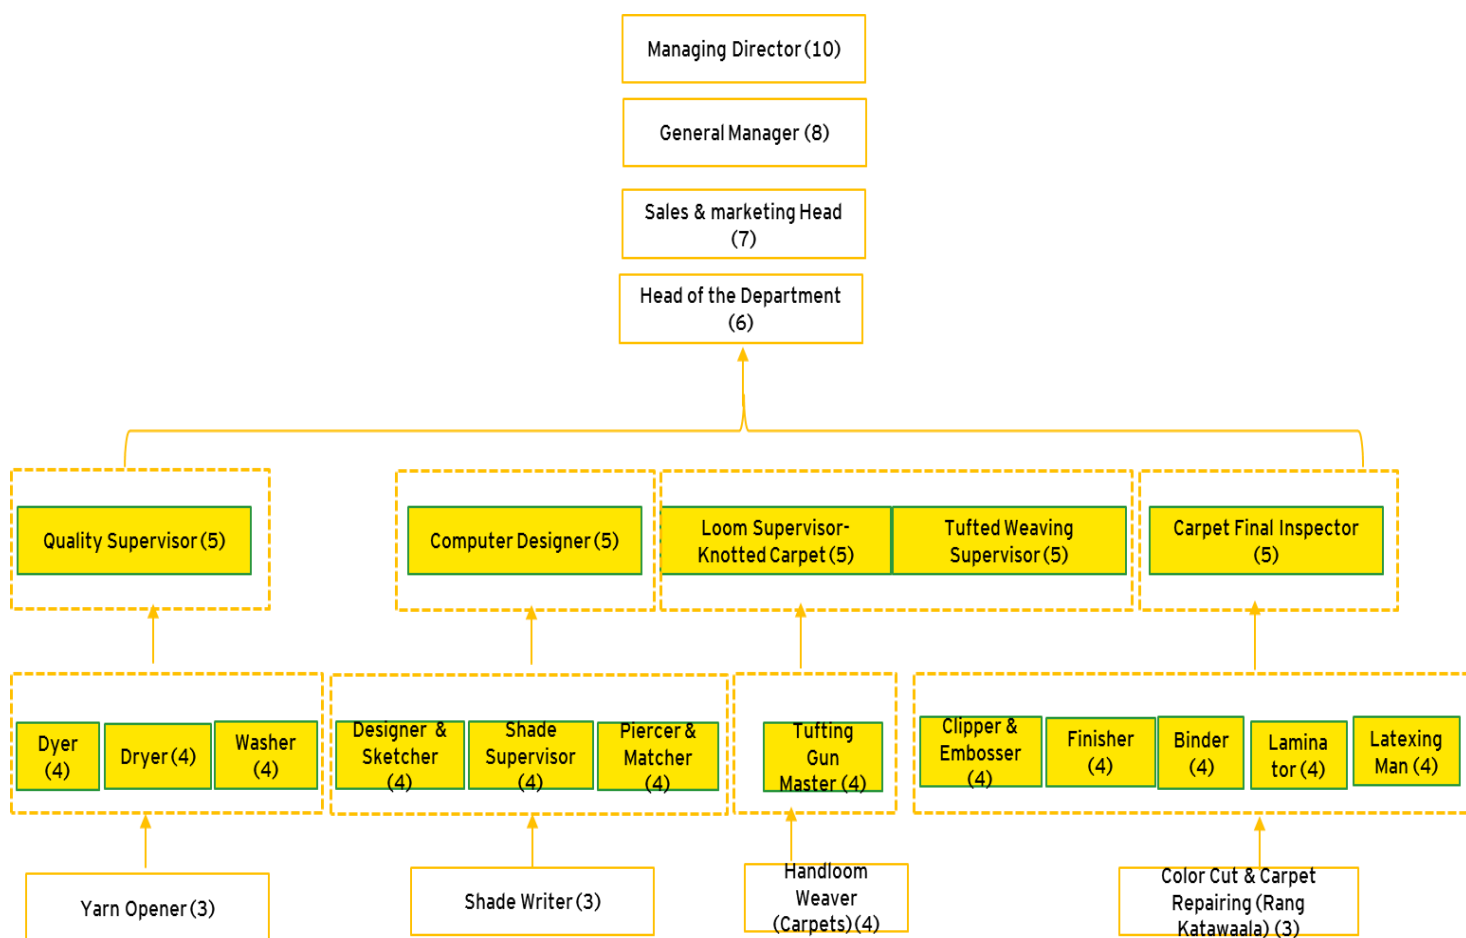 Managing Director (10)
General Manager (8)
Sales & marketing Head
(7)
Head of the Department
(6)
Quality Supervisor (5)
Computer Designer (5)
Loom Supervisor-
Knotted Carpet (5)
Tufted Weaving
Supervisor (5)
Carpet Final Inspector
(5)
Dyer
(4)
Dryer (4)
Washer
(4)
Designer & 
Sketcher
(4)
Shade
Supervisor
(4)
Piercer &
Matcher
(4)
Tufting
Gun
Master (4)
Clipper &
Embosser
(4)
Finisher
(4)
Binder
(4)
Lamina
tor (4)
Latexing
Man (4)
Yarn Opener (3)
Shade Writer (3)
Handloom
Weaver
(Carpets) (4)
Color Cut & Carpet
Repairing (Rang
Katawaala) (3)